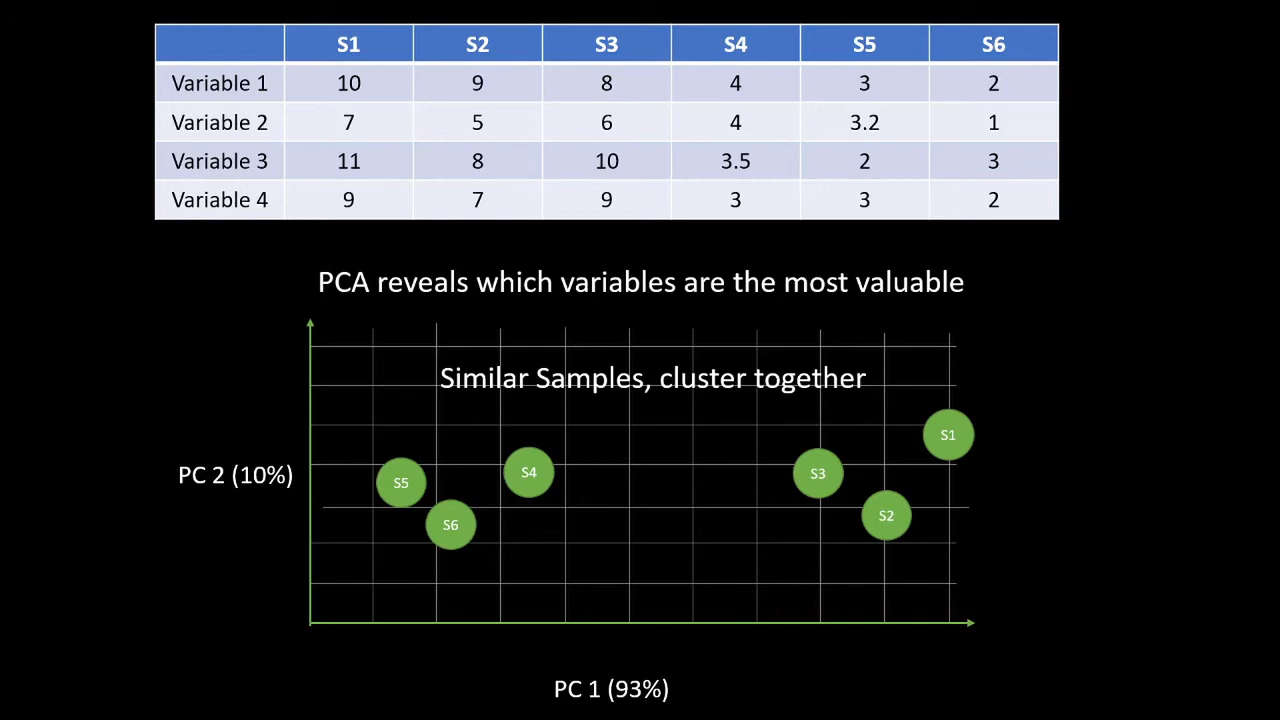 S1 S2 S3 S4 S5 S6
Variable 1 10 9 8 4 3 2
Variable 2 7 5 6 4 3.2 1
Variable 3 11 8 10 3.5 2 3
Variable 4 9 7 9 3 3 2
PCA reveals which variables are the most valuable
Similar Samples, cluster together
S1
PC 2 (10%)
S5
S4
S3
S6
S2
PC 1 (93%)